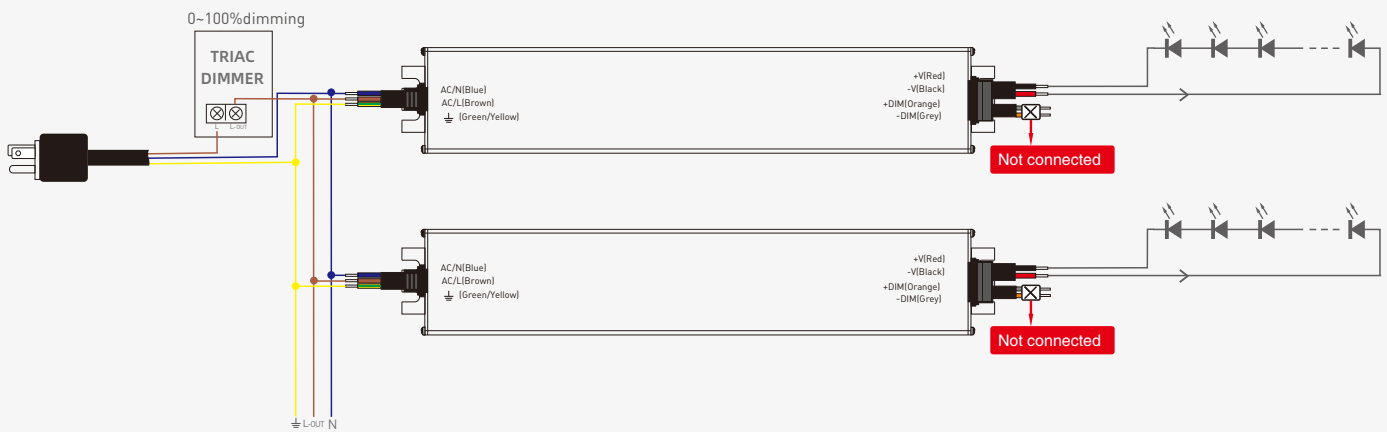 0~100%dimming
TRIAC
DIMMER
L L-OUT
AC/N(Blue)
AC/L(Brown)
(Green/Yellow)
+V(Red)
-V(Black)
+DIM(Orange)
-DIM(Grey)
Not connected
AC/N(Blue)
AC/L(Brown)
(Green/Yellow)
+V(Red)
-V(Black)
+DIM(Orange)
-DIM(Grey)
Not connected
L-OUT N